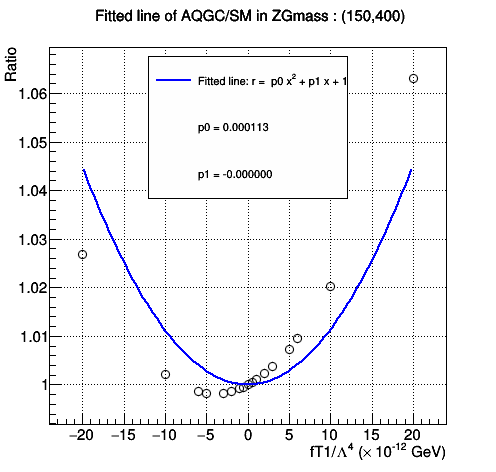 Fitted line of AQGC/SM in ZGmass : (150,400)
Ratio
Fitted line: r = p0 x² + p1 x + 1
p0 = 0.000113
p1 = -0.000000
1.06
1.05
1.04
1.03
1.02
1.01
1
−20 −15 −10 −5 0 5 10 15 20
fT1/Λ⁴ (× 10⁻¹² GeV)